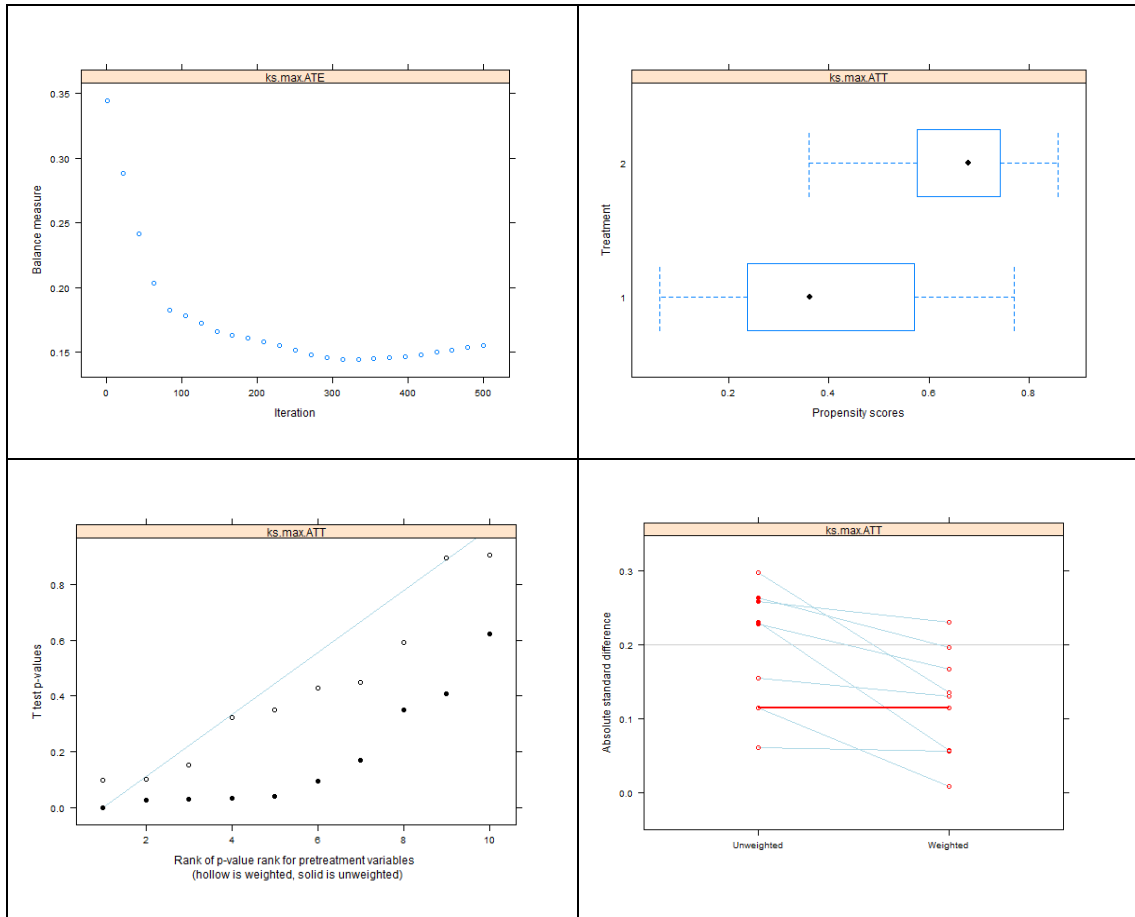 ks.max.ATE
0.35
0.30
0.25
0.20
0.15
Balance measure
0 100 200 300 400 500
Iteration
ks.max.ATT
2
1
Treatment
0.2 0.4 0.6 0.8
Propensity scores
ks.max.ATT
0.8
0.6
0.4
0.2
0.0
T test p-values
2 4 6 8 10
Rank of p-value rank for pretreatment variables
(hollow is weighted, solid is unweighted)
ks.max.ATT
0.3
0.2
0.1
0.0
Absolute standard difference
Unweighted Weighted